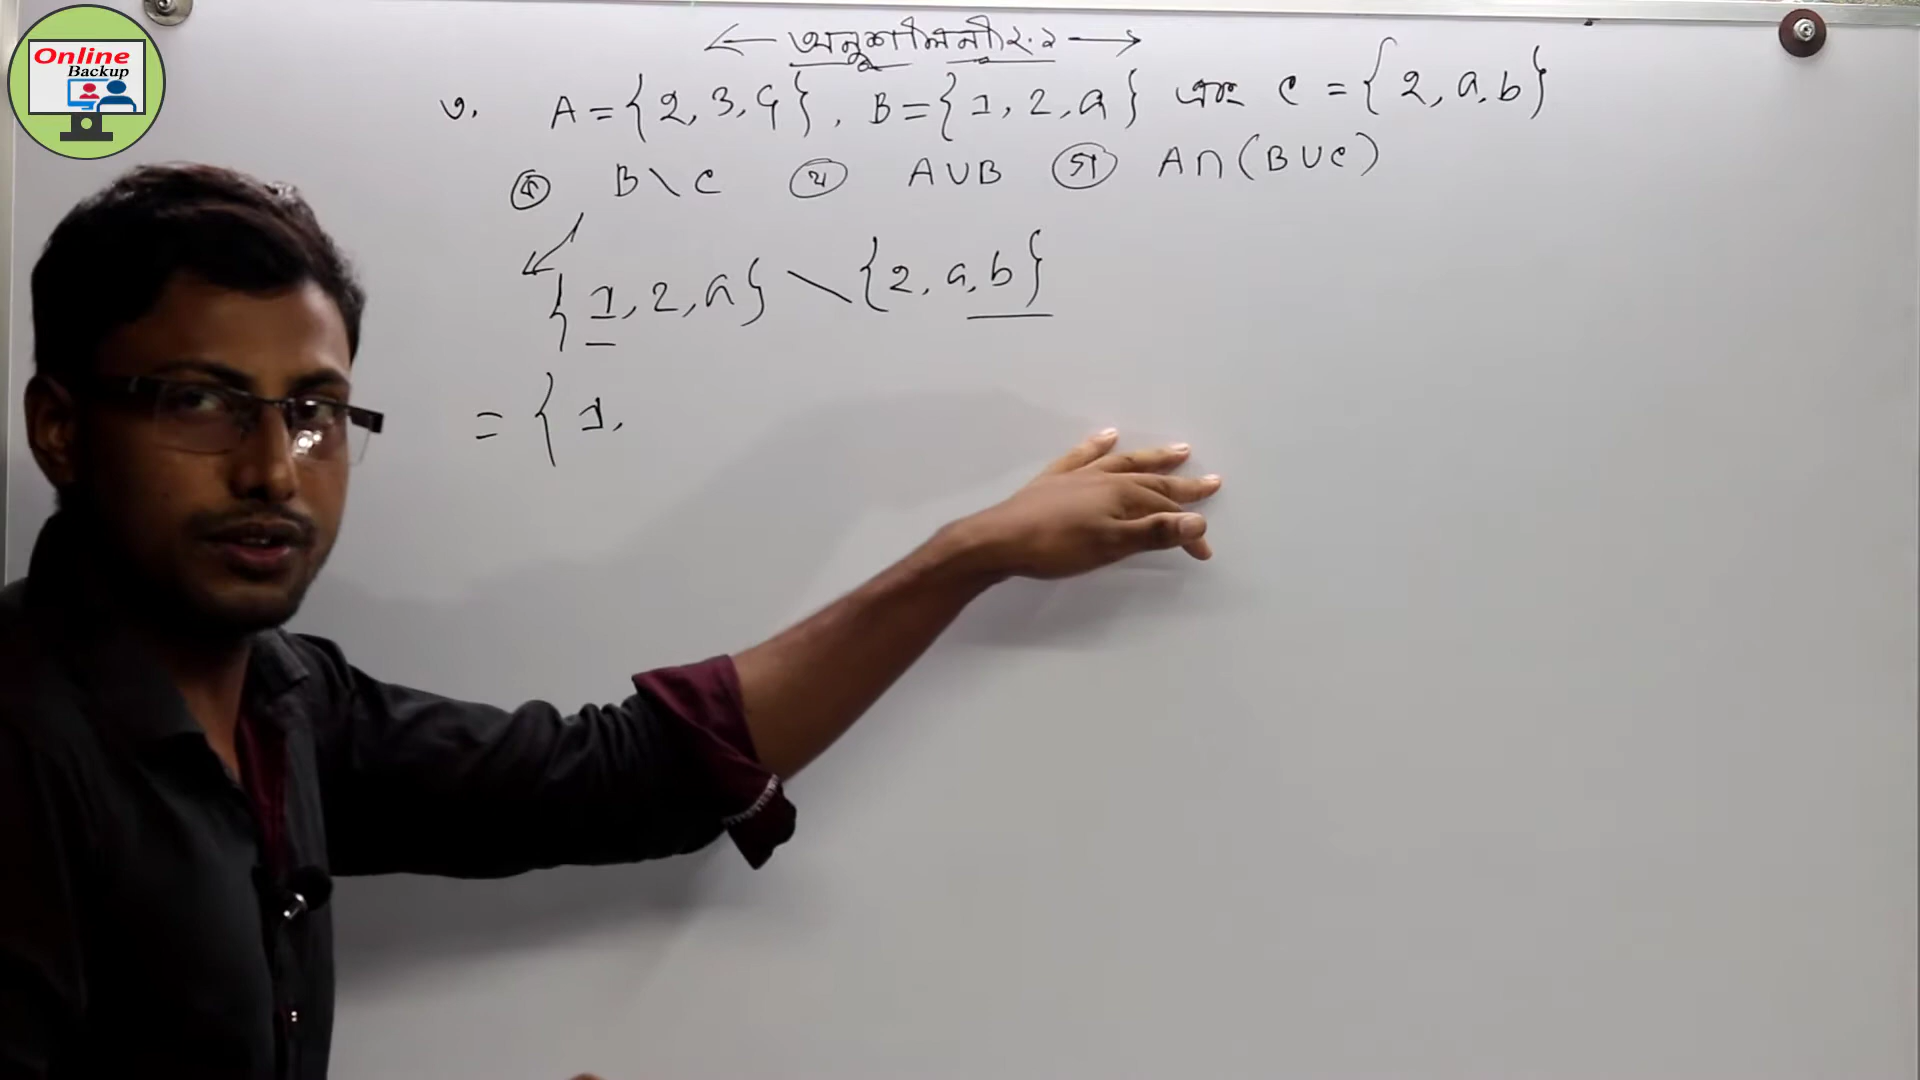 Online
Backup
← অনুশীলনী ২.২ →
৩. A = {2, 3, 4}, B = {1, 2, a} এবং C = {2, a, b}
ক B \ C খ A ∪ B গ A ∩ (B ∪ C)
{1, 2, a} \ {2, a, b}
= {1,